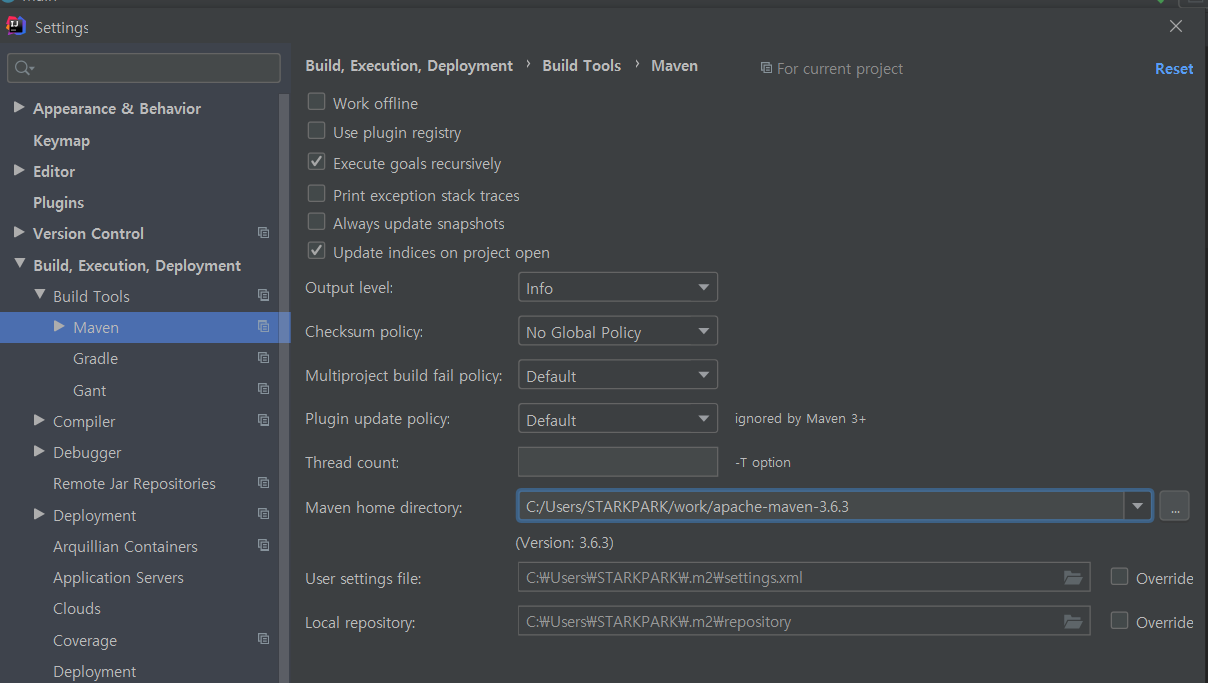 main
Settings
Appearance & Behavior
Keymap
Editor
Plugins
Version Control
Build, Execution, Deployment
Build Tools
Maven
Gradle
Gant
Compiler
Debugger
Remote Jar Repositories
Deployment
Arquillian Containers
Application Servers
Clouds
Coverage
Deployment
Build, Execution, Deployment › Build Tools › Maven For current project Reset
Work offline
Use plugin registry
Execute goals recursively
Print exception stack traces
Always update snapshots
Update indices on project open
Output level: Info
Checksum policy: No Global Policy
Multiproject build fail policy: Default
Plugin update policy: Default ignored by Maven 3+
Thread count: -T option
Maven home directory: C:/Users/STARKPARK/work/apache-maven-3.6.3 ...
(Version: 3.6.3)
User settings file: C:₩Users₩STARKPARK₩.m2₩settings.xml Override
Local repository: C:₩Users₩STARKPARK₩.m2₩repository Override